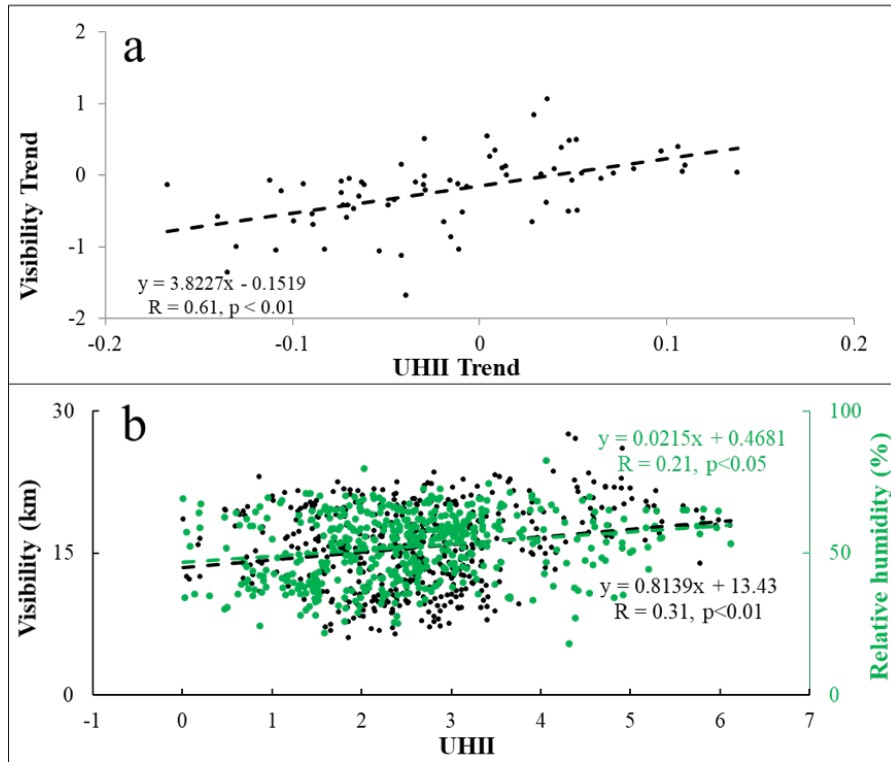 a
Visibility Trend
2
1
0
-1
-2
y = 3.8227x - 0.1519
R = 0.61, p < 0.01
-0.2
-0.1
0
0.1
0.2
UHII Trend
b
Visibility (km)
30
15
0
y = 0.0215x + 0.4681
R = 0.21, p<0.05
y = 0.8139x + 13.43
R = 0.31, p<0.01
100
50
0
Relative humidity (%)
-1
0
1
2
3
4
5
6
7
UHII